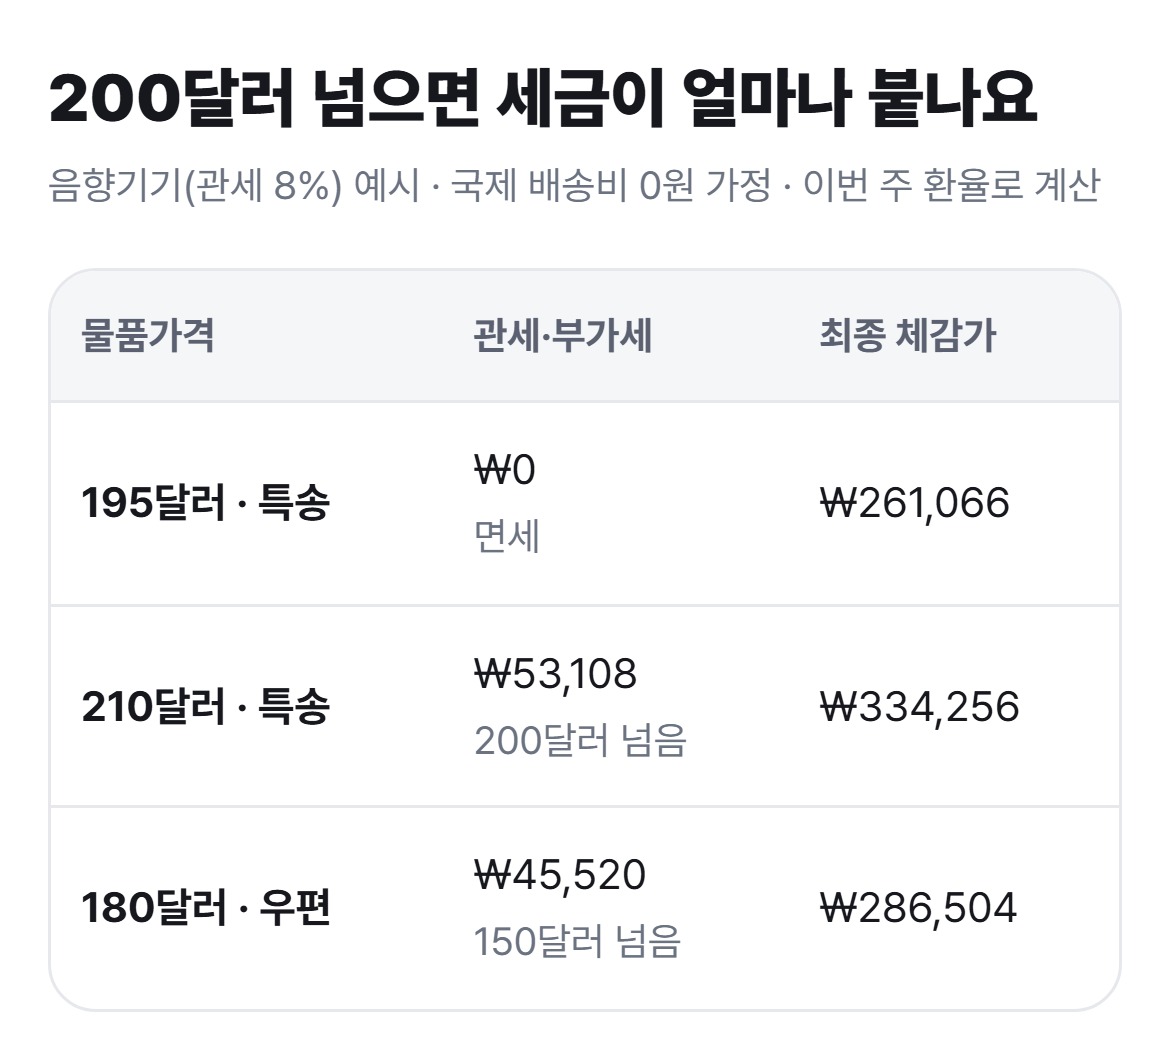 200달러 넘으면 세금이 얼마나 붙나요
음향기기(관세 8%) 예시 · 국제 배송비 0원 가정 · 이번 주 환율로 계산
물품가격 관세·부가세 최종 체감가
195달러 · 특송 ₩0 ₩261,066
면세
210달러 · 특송 ₩53,108 ₩334,256
200달러 넘음
180달러 · 우편 ₩45,520 ₩286,504
150달러 넘음